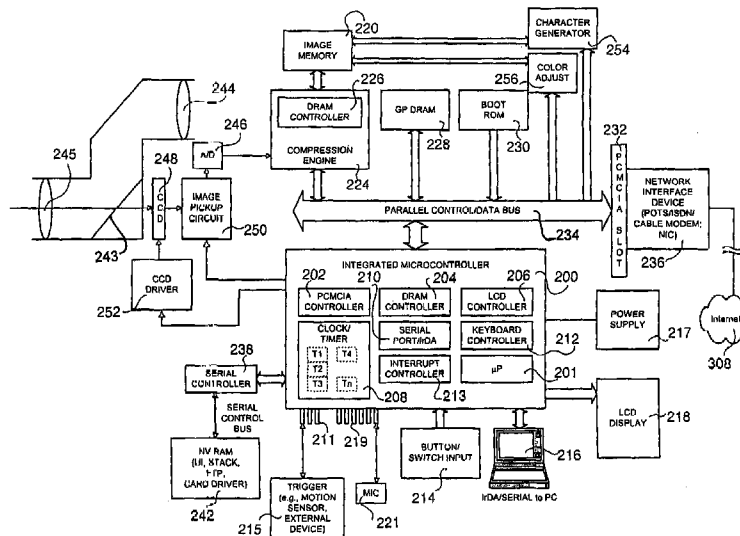 220
IMAGE
MEMORY
CHARACTER
GENERATOR
254
COLOR
ADJUST
256
226
DRAM
CONTROLLER
COMPRESSION
ENGINE
224
GP DRAM
228
BOOT
ROM
230
232
PCMCIA SLOT
NETWORK
INTERFACE
DEVICE
(POTS/ISDN/
CABLE MODEM;
NIC)
236
244
246
A/D
245
248
CCD
IMAGE
PICKUP
CIRCUIT
250
243
CCD
DRIVER
252
PARALLEL CONTROL/DATA BUS
234
INTEGRATED MICROCONTROLLER
200
202
PCMCIA
CONTROLLER
210
204
DRAM
CONTROLLER
206
LCD
CONTROLLER
CLOCK/
TIMER
T1
T4
T2
T3
Tn
208
SERIAL
PORT/IrDA
KEYBOARD
CONTROLLER
212
INTERRUPT
CONTROLLER
213
μP
201
POWER
SUPPLY
217
Internet
308
238
SERIAL
CONTROLLER
SERIAL
CONTROL
BUS
NV RAM
(UI, STACK,
FTP,
CARD DRIVER)
242
211
219
TRIGGER
(e.g., MOTION
SENSOR,
EXTERNAL
DEVICE)
215
MIC
221
BUTTON/
SWITCH INPUT
214
216
IrDA/SERIAL to PC
LCD
DISPLAY
218